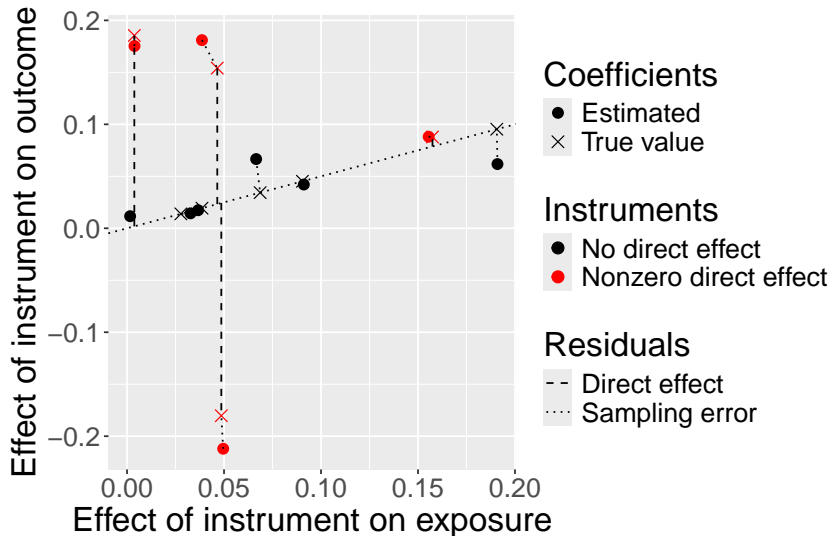 Effect of instrument on outcome
0.2
0.1
0.0
−0.1
−0.2
0.00 0.05 0.10 0.15 0.20
Effect of instrument on exposure
Coefficients
Estimated
True value
Instruments
No direct effect
Nonzero direct effect
Residuals
Direct effect
Sampling error